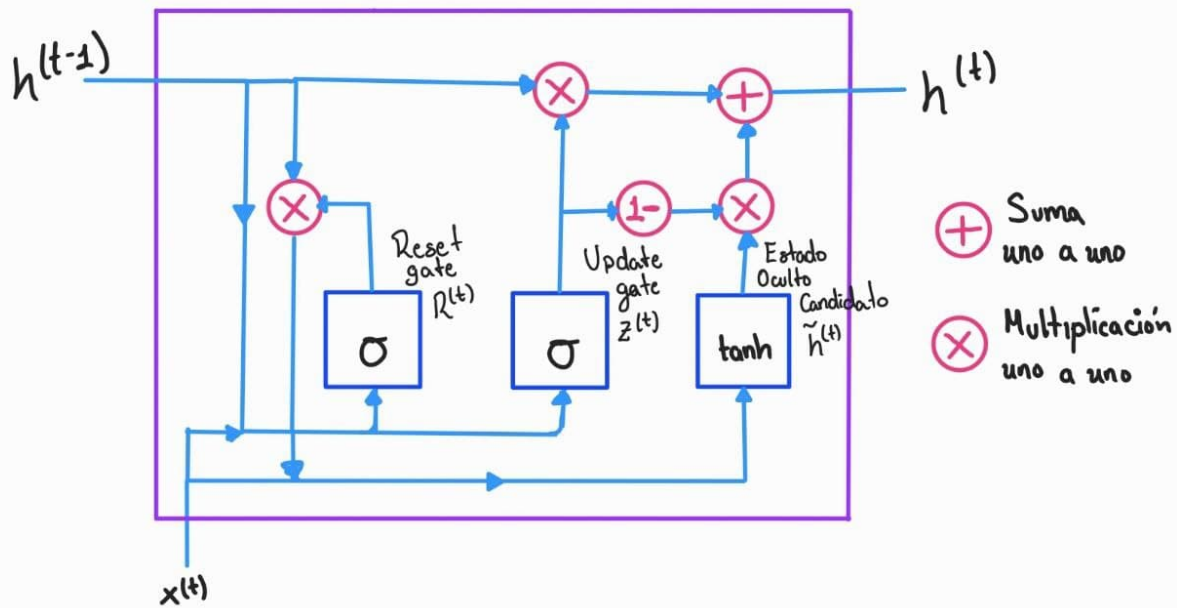 h^(t-1)
h^(t)
×
+
×
1-
×
Reset
gate
R^(t)
Update
gate
z^(t)
Estado
Oculto
Candidato
h̃^(t)
σ
σ
tanh
x^(t)
+ Suma
uno a uno
× Multiplicación
uno a uno